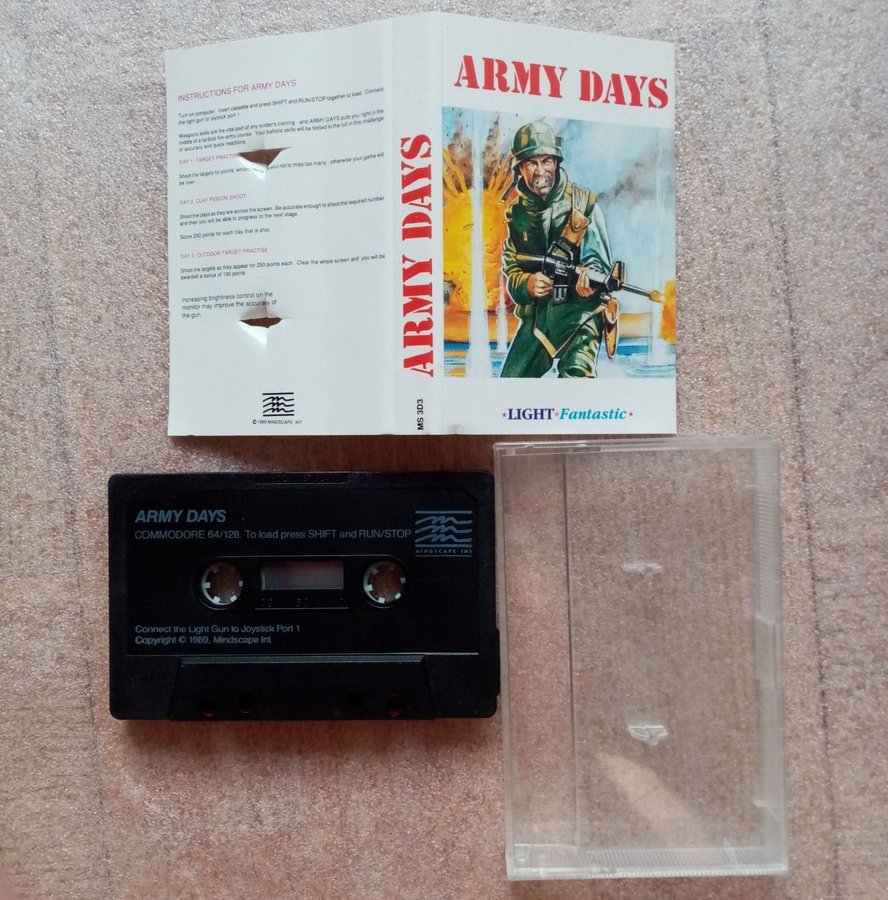 INSTRUCTIONS FOR ARMY DAYS
Turn on computer. Insert cassette and press SHIFT and RUN/STOP together to load. Connect
the light gun to joystick port 1
Weapons skills are the vital part of any solder's training - and ARMY DAYS puts you right in the
middle of a tactical fire-arms course. Your ballistic skills will be tested to the full in this challenge
of accuracy and quick reactions.
DAY 1 TARGET
Shoot the targets for points, whilst not to miss too many - otherwise your game will
be over.
DAY 2 CLAY PIGEON SHOOT
Shoot the clays as they are across the screen. Be accurate enough to shoot the required number
and then you will be able to progress to the next stage.
Score 250 points for each clay that is shot.
DAY 3 OUTDOOR TARGET PRACTISE
Shoot the targets as they appear for 250 points each. Clear the whole screen and you will be
awarded a bonus of 100 points.
Increasing brightness control on the
monitor may improve the accuracy of
the gun.
© 1989 MINDSCAPE INT.
ARMY DAYS
MS 3D3
ARMY DAYS
*LIGHT*Fantastic*
ARMY DAYS
COMMODORE 64/128. To load press SHIFT and RUN/STOP
MINDSCAPE INT
Connect the Light Gun to Joystick Port 1
Copyright © 1989, Mindscape Int.